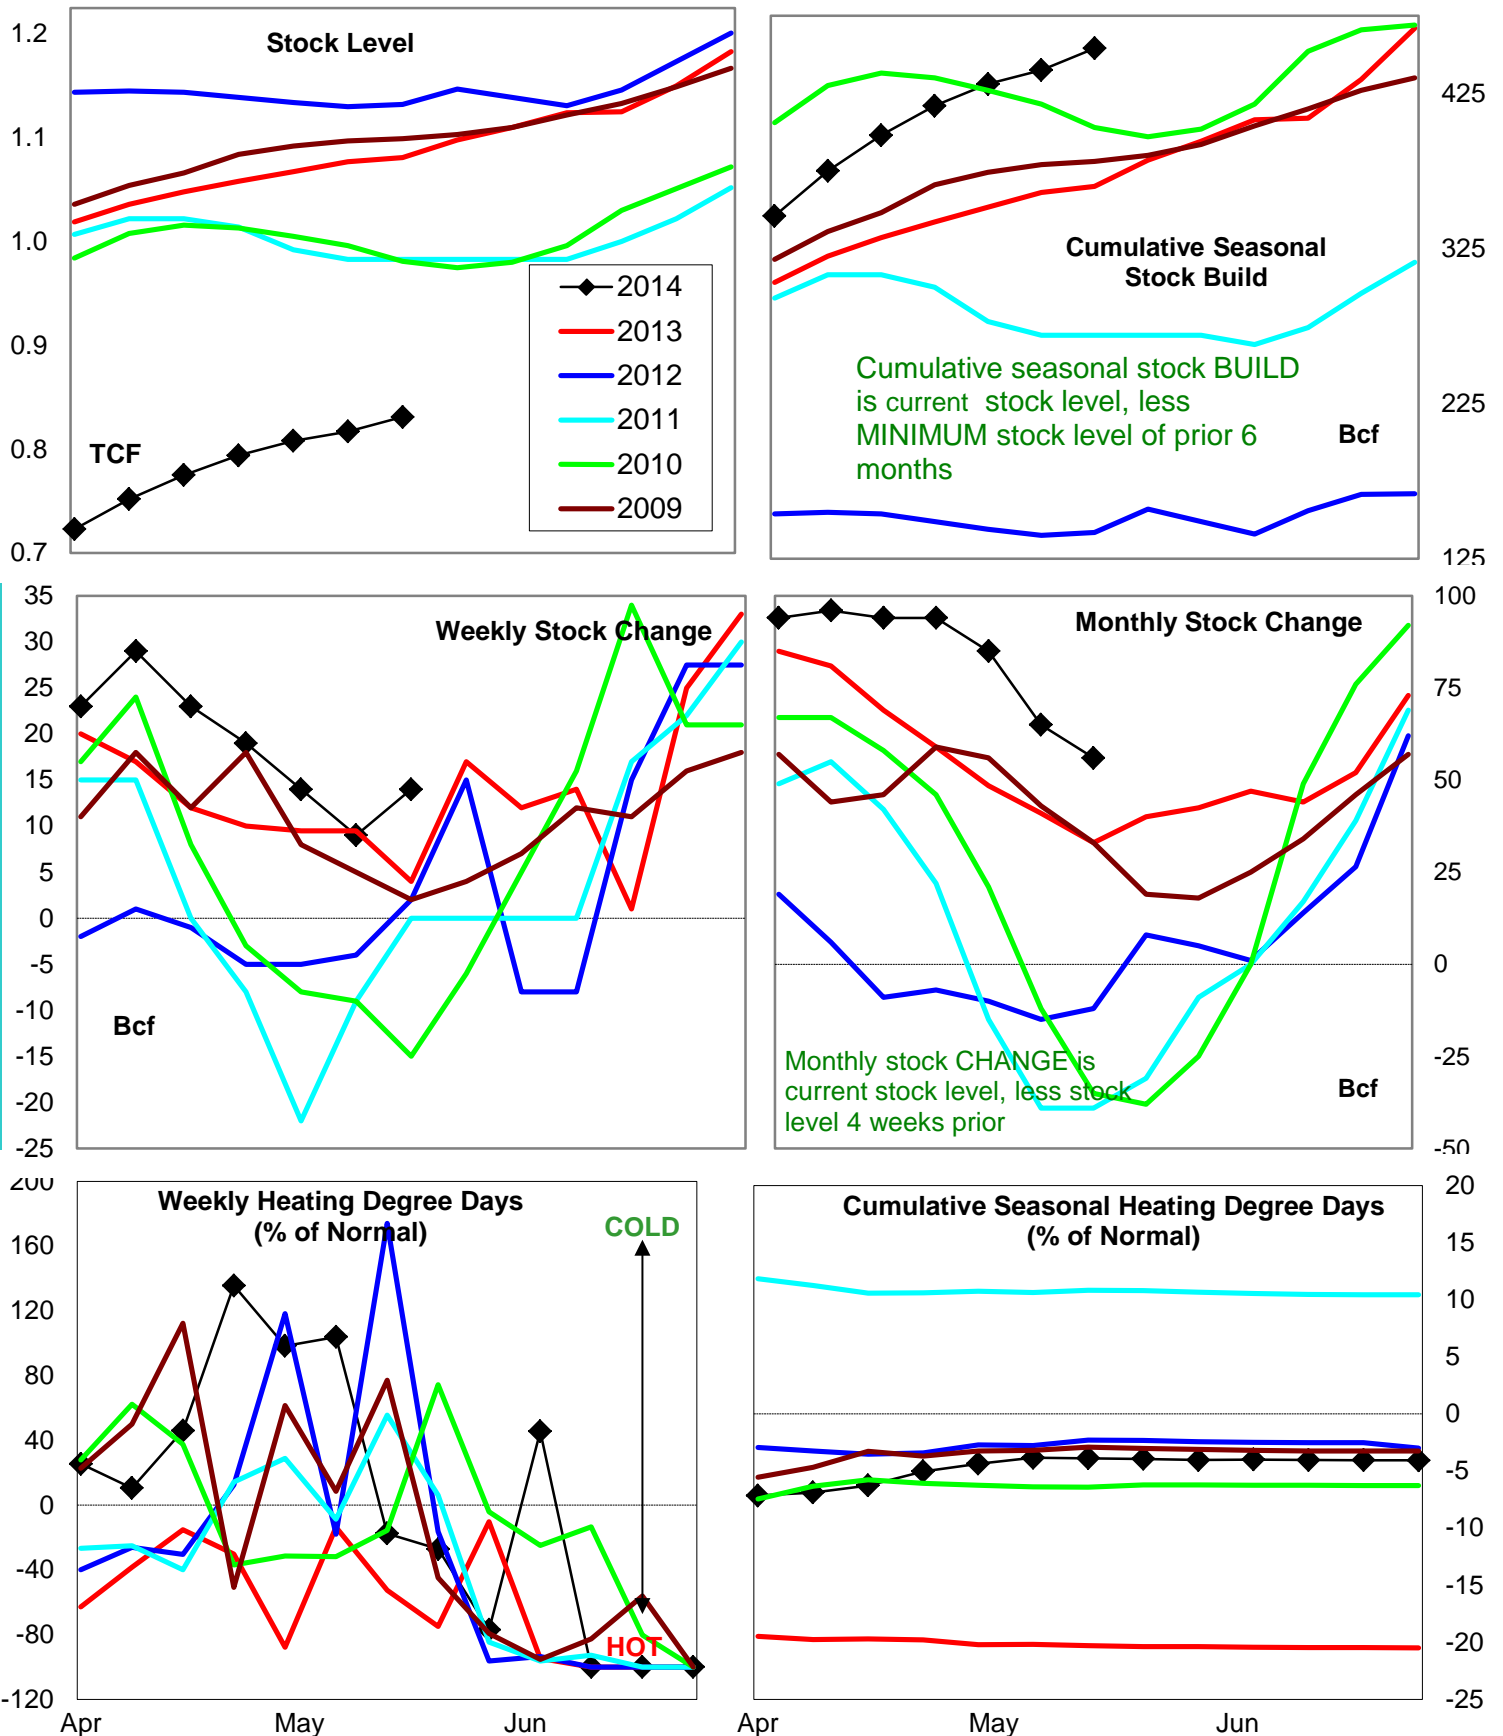 Stock Level
1.2
1.1
1.0
0.9
0.8
0.7
TCF
2014
2013
2012
2011
2010
2009
Cumulative Seasonal
Stock Build
425
325
225
125
Cumulative seasonal stock BUILD
is current stock level, less
MINIMUM stock level of prior 6
months
Bcf
Weekly Stock Change
35
30
25
20
15
10
5
0
-5
-10
-15
-20
-25
Bcf
Monthly Stock Change
100
75
50
25
0
-25
-50
Monthly stock CHANGE is
current stock level, less stock
level 4 weeks prior
Bcf
Weekly Heating Degree Days
(% of Normal)
200
160
120
80
40
0
-40
-80
-120
COLD
HOT
Apr
May
Jun
Cumulative Seasonal Heating Degree Days
(% of Normal)
20
15
10
5
0
-5
-10
-15
-20
-25
Apr
May
Jun